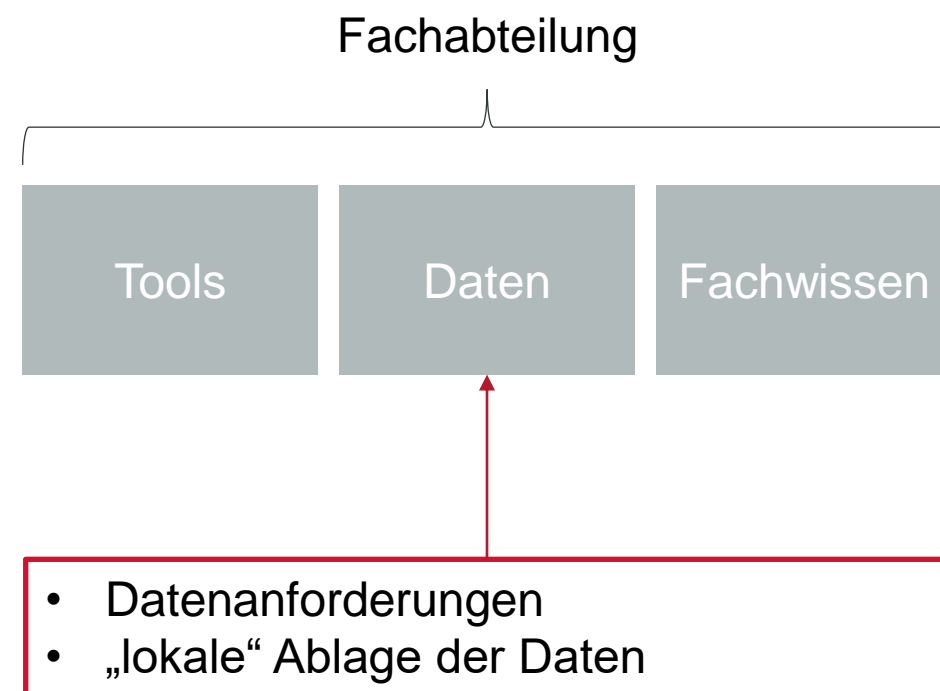 Fachabteilung
Tools
Daten
Fachwissen
• Datenanforderungen
• „lokale“ Ablage der Daten